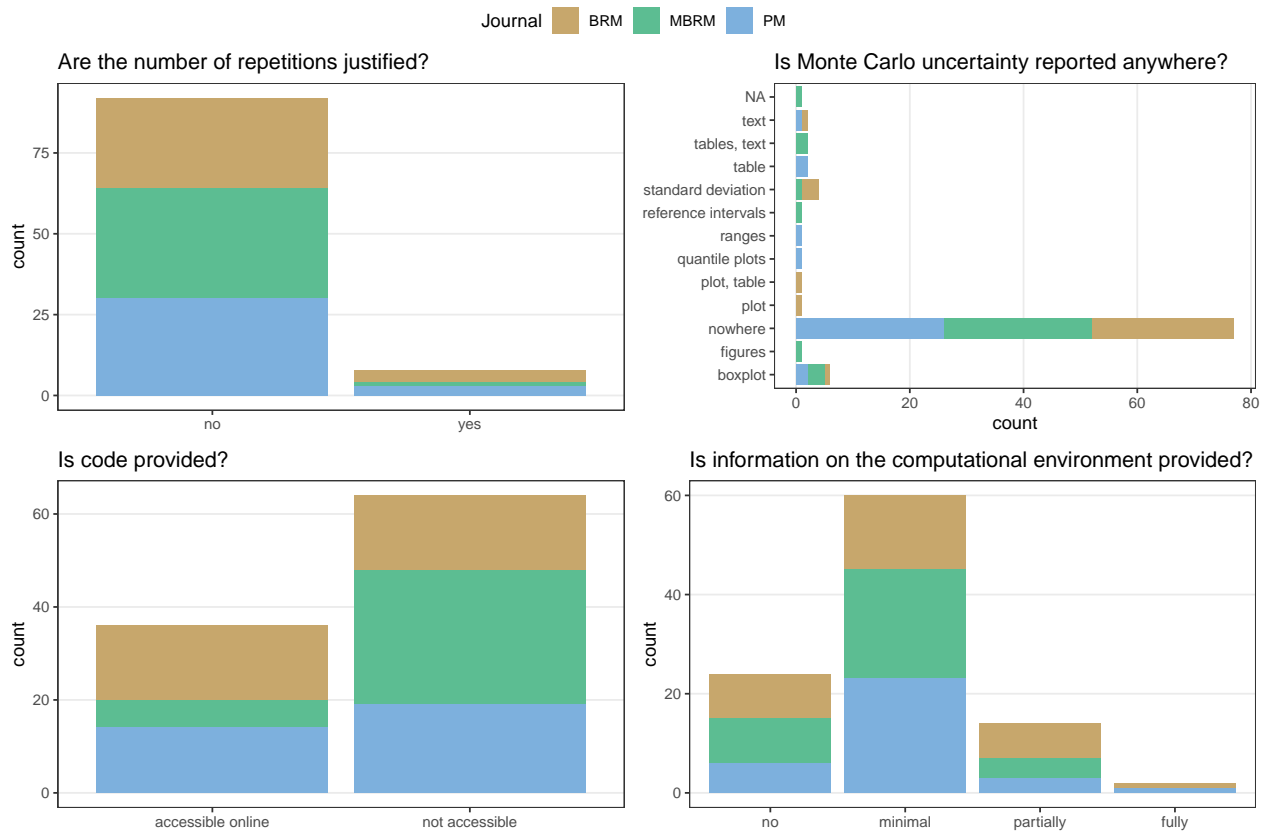 Journal BRM MBRM PM
Are the number of repetitions justified?
count
75
50
25
0
no yes
Is Monte Carlo uncertainty reported anywhere?
NA
text
tables, text
table
standard deviation
reference intervals
ranges
quantile plots
plot, table
plot
nowhere
figures
boxplot
0 20 40 60 80
count
Is code provided?
count
60
40
20
0
accessible online not accessible
Is information on the computational environment provided?
count
60
40
20
0
no minimal partially fully